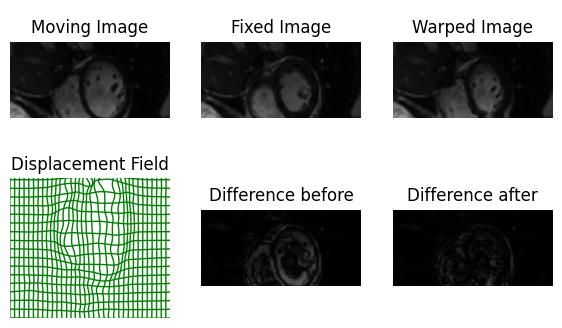 Moving Image
Fixed Image
Warped Image
Displacement Field
Difference before
Difference after